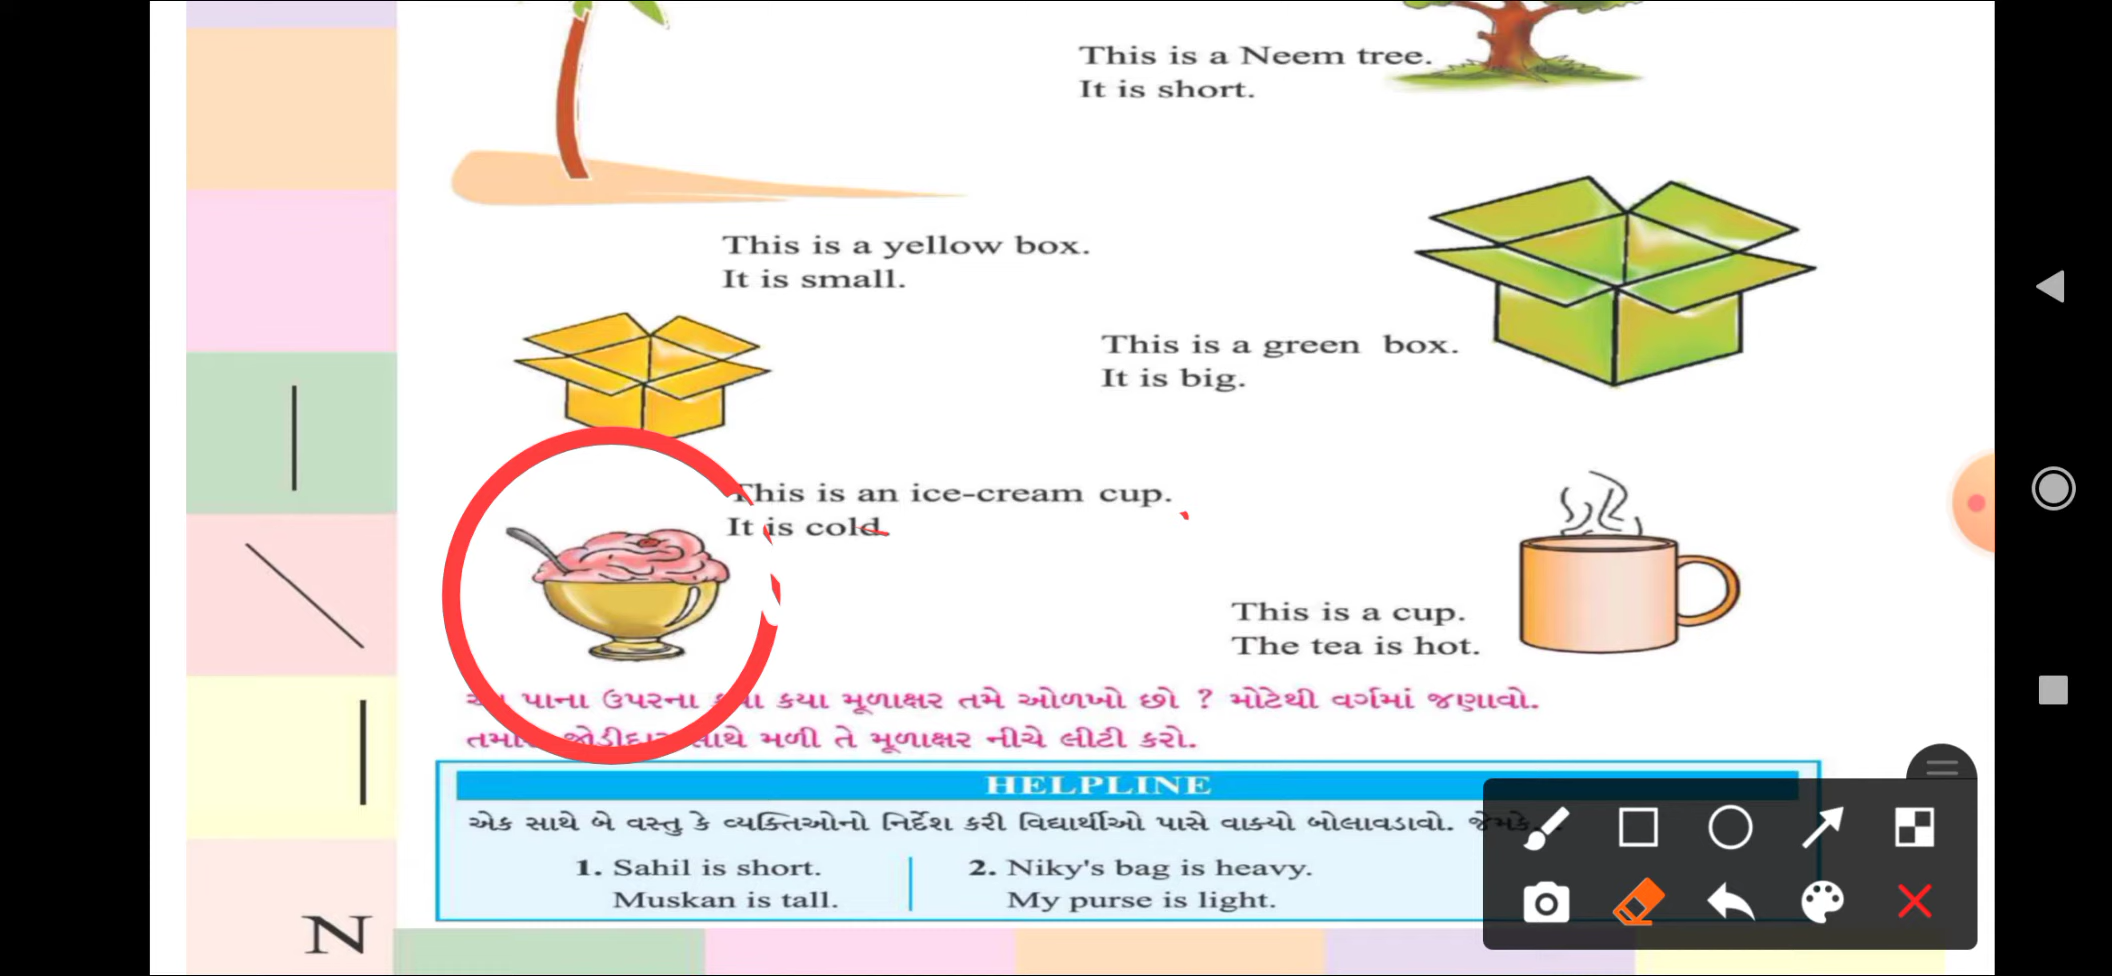 This is a Neem tree.
It is short.
This is a yellow box.
It is small.
This is a green box.
It is big.
This is an ice-cream cup.
It is cold.
This is a cup.
The tea is hot.
પાના ઉપરના કયા મૂળાક્ષર તમે ઓળખો છો ? મોટેથી વર્ગમાં જણાવો.
જોડીદાર સાથે મળી તે મૂળાક્ષર નીચે લીટી કરો.
HELPLINE
એક સાથે બે વસ્તુ કે વ્યક્તિઓનો નિર્દેશ કરી વિદ્યાર્થીઓ પાસે વાક્યો બોલાવડાવો. જેમકે...
1. Sahil is short.
Muskan is tall.
2. Niky's bag is heavy.
My purse is light.
N